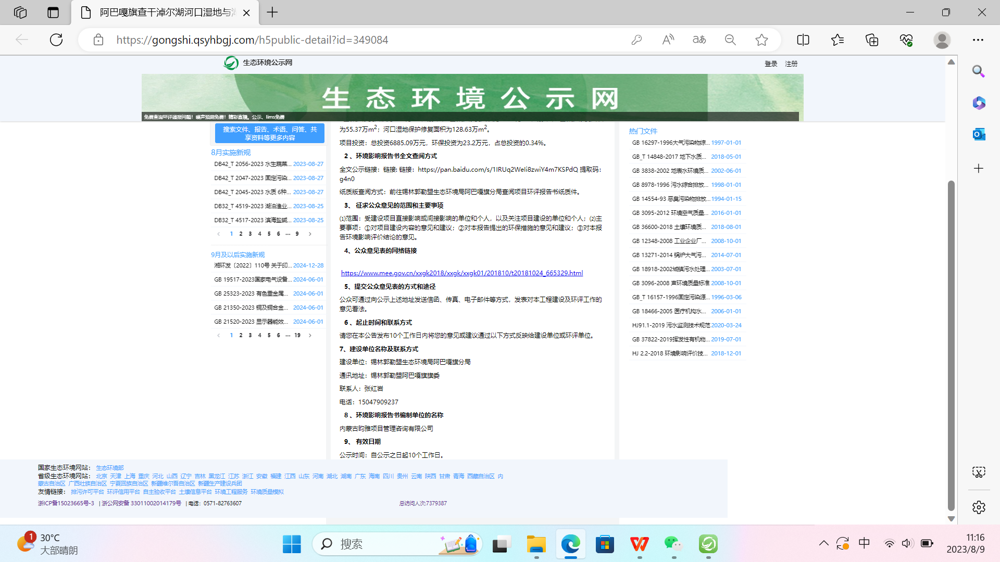 阿巴嘎旗查干淖尔湖河口湿地与
https://gongshi.qsyhbgj.com/h5public-detail?id=349084
生态环境公示网
登录 注册
生态环境公示网
免费查询环评通报问题！噪声预测免费！精彩直播。公示、lims免费
搜索文件、报告、术语、问答、共
享资料等更多内容
8月实施新规
DB42_T 2056-2023 水生蔬菜... 2023-08-27
DB42_T 2047-2023 固定污染... 2023-08-27
DB42_T 2045-2023 水质 6种... 2023-08-27
DB32_T 4519-2023 湖泊渔业... 2023-08-25
DB32_T 4517-2023 滨海盐碱... 2023-08-25
1 2 3 4 5 6 ··· 9
9月及以后实施新规
湘环发〔2022〕110号 关于印... 2024-12-28
GB 19517-2023国家电气设备... 2024-06-01
GB 25323-2023 有色重金属... 2024-06-01
GB 21350-2023 铜及铜合金... 2024-06-01
GB 21520-2023 显示器能效... 2024-06-01
1 2 3 4 5 6 ··· 19
为55.37万m²；河口湿地保护修复面积为128.63万m²。
项目投资：总投资6885.09万元，环保投资为23.2万元，占总投资的0.34%。
2 、环境影响报告书全文查阅方式
全文公示链接：链接: 链接：https://pan.baidu.com/s/1IRUq2WeIi8zwiY4m7KSPdQ 提取码：
g4n0
纸质版查阅方式：前往锡林郭勒盟生态环境局阿巴嘎旗分局查阅项目环评报告书纸质件。
3、 征求公众意见的范围和主要事项
⑴范围：受建设项目直接影响或间接影响的单位和个人，以及关注项目建设的单位和个人；⑵主
要事项：①对项目建设内容的意见和建议；②对本报告提出的环保措施的意见和建议；③对本报
告环境影响评价结论的意见。
4、公众意见表的网络链接
https://www.mee.gov.cn/xxgk2018/xxgk/xxgk01/201810/t20181024_665329.html
5、提交公众意见表的方式和途径
公众可通过向公示上述地址发送信函、传真、电子邮件等方式，发表对本工程建设及环评工作的
意见看法。
6 、起止时间和联系方式
请您在本公告发布10个工作日内将您的意见或建议通过以下方式反映给建设单位或环评单位。
7、建设单位名称及联系方式
建设单位：锡林郭勒盟生态环境局阿巴嘎旗分局
通讯地址：锡林郭勒盟阿巴嘎旗旗委
联系人：张红岩
电话：15047909237
8 、环境影响报告书编制单位的名称
内蒙古昀雅项目管理咨询有限公司
9、 有效日期
公示时间：自公示之日起10个工作日。
热门文件
GB 16297-1996大气污染物综... 1997-01-01
GB_T 14848-2017 地下水质... 2018-05-01
GB 3838-2002 地表水环境质... 2002-06-01
GB 8978-1996 污水综合排放... 1998-01-01
GB 14554-93 恶臭污染物排放... 1994-01-15
GB 3095-2012 环境空气质量... 2016-01-01
GB 36600-2018 土壤环境质... 2018-08-01
GB 12348-2008 工业企业厂... 2008-10-01
GB 13271-2014 锅炉大气污... 2014-07-01
GB 18918-2002城镇污水处理... 2003-07-01
GB 3096-2008 声环境质量标准 2008-10-01
GB_T 16157-1996固定污染源... 1996-03-06
GB 18466-2005 医疗机构水... 2006-01-01
HJ91.1-2019 污水监测技术规范 2020-03-24
GB 37822-2019挥发性有机物... 2019-07-01
HJ 2.2-2018 环境影响评价技... 2018-12-01
国家生态环境网站： 生态环境部
省级生态环境网站： 北京 天津 上海 重庆 河北 山西 辽宁 吉林 黑龙江 江苏 浙江 安徽 福建 江西 山东 河南 湖北 湖南 广东 海南 四川 贵州 云南 陕西 甘肃 青海 西藏自治区 内
蒙古自治区 广西壮族自治区 宁夏回族自治区 新疆维尔吾自治区 新疆生产建设兵团
友情链接： 排污许可平台 环评信用平台 自主验收平台 土壤信息平台 环境工程服务 环境质量模拟
浙ICP备15023665号-3 | 浙公网安备 33011002014179号 | 电话：0571-82763607 总访问人次:7379387
1
30°C
大部晴朗
搜索
中
11:16
2023/8/9